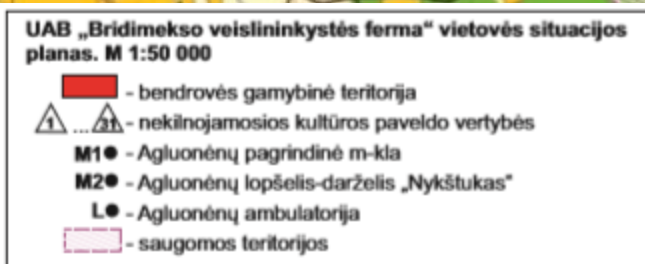 UAB „Bridimekso veislininkystės ferma“ vietovės situacijos
planas. M 1:50 000
- bendrovės gamybinė teritorija
1 ... 31 - nekilnojamosios kultūros paveldo vertybės
M1 - Agluonėnų pagrindinė m-kla
M2 - Agluonėnų lopšelis-darželis „Nykštukas“
L - Agluonėnų ambulatorija
- saugomos teritorijos